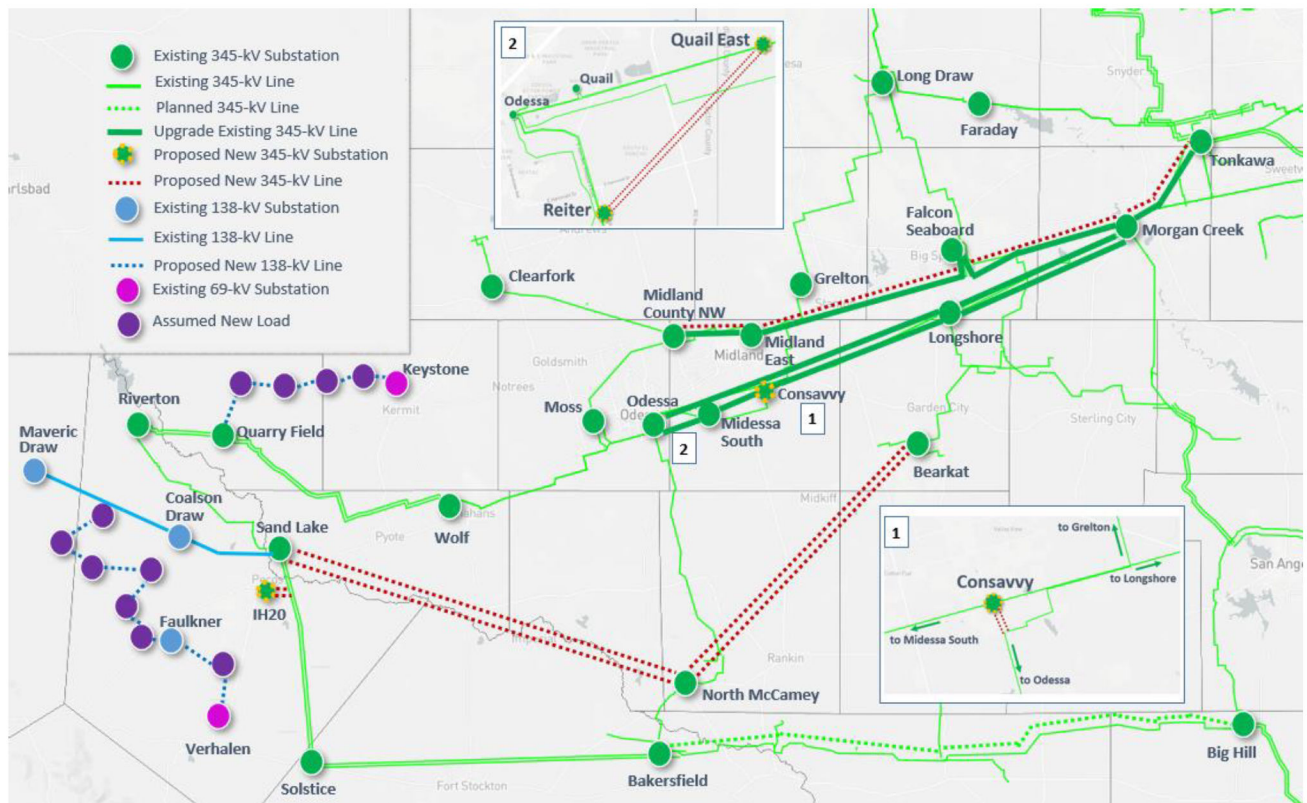 Existing 345-kV Substation
Existing 345-kV Line
Planned 345-kV Line
Upgrade Existing 345-kV Line
Proposed New 345-kV Substation
Proposed New 345-kV Line
Existing 138-kV Substation
Existing 138-kV Line
Proposed New 138-kV Line
Existing 69-kV Substation
Assumed New Load
2
Quail East
Quail
Odessa
Reiter
Andrews
Long Draw
Snyder
Faraday
Tonkawa
Sweetw
arlsbad
Falcon
Seaboard
Big Sp
Morgan Creek
Clearfork
Grelton
Midland
County NW
Midland
Midland
East
Longshore
Goldsmith
Notrees
Keystone
Kermit
Riverton
Quarry Field
Moss
Odessa
Midessa
South
Consavvy
1
2
Garden City
Sterling City
Bearkat
Maveric
Draw
Coalson
Draw
Sand Lake
Wolf
Pyote
Midkiff
IH20
Faulkner
Verhalen
1
to Grelton
Consavvy
to Longshore
to Midessa South
to Odessa
San Ange
Rankin
North McCamey
Solstice
Fort Stockton
Bakersfield
Big Hill